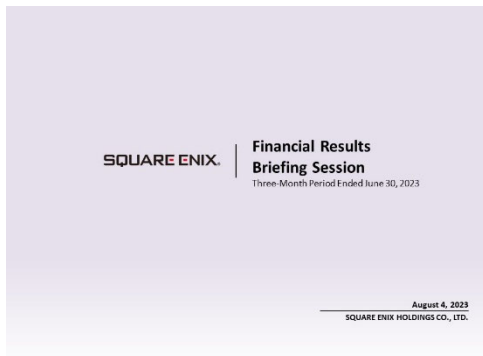 SQUARE ENIX.
Financial Results
Briefing Session
Three-Month Period Ended June 30, 2023
August 4, 2023
SQUARE ENIX HOLDINGS CO., LTD.